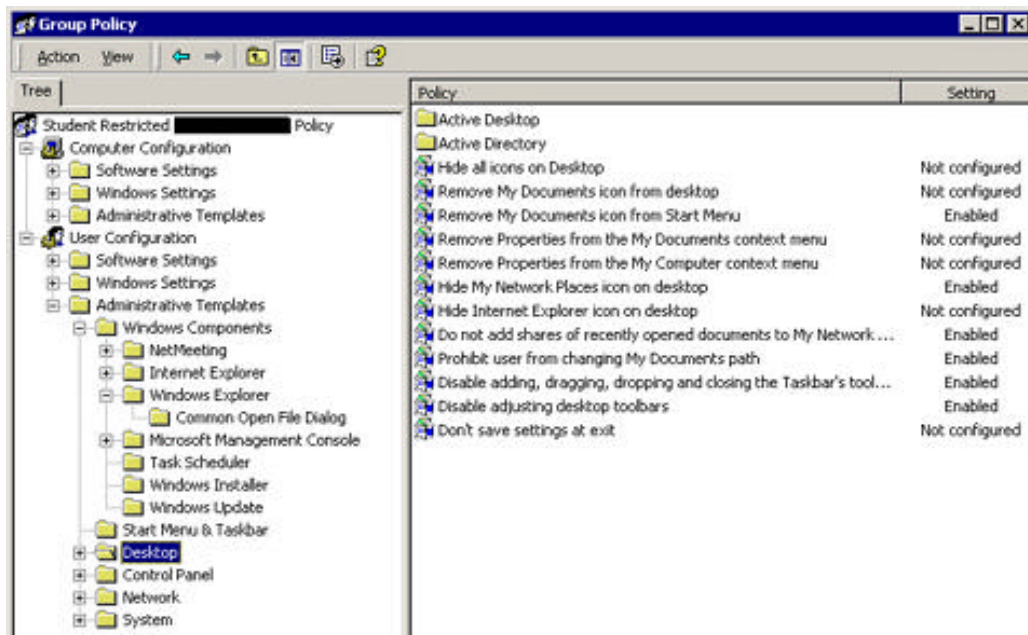 Group Policy
Action View
Tree
Student Restricted Policy
Computer Configuration
Software Settings
Windows Settings
Administrative Templates
User Configuration
Software Settings
Windows Settings
Administrative Templates
Windows Components
NetMeeting
Internet Explorer
Windows Explorer
Common Open File Dialog
Microsoft Management Console
Task Scheduler
Windows Installer
Windows Update
Start Menu & Taskbar
Desktop
Control Panel
Network
System
Policy Setting
Active Desktop
Active Directory
Hide all icons on Desktop Not configured
Remove My Documents icon from desktop Not configured
Remove My Documents icon from Start Menu Enabled
Remove Properties from the My Documents context menu Not configured
Remove Properties from the My Computer context menu Not configured
Hide My Network Places icon on desktop Enabled
Hide Internet Explorer icon on desktop Not configured
Do not add shares of recently opened documents to My Network ... Enabled
Prohibit user from changing My Documents path Enabled
Disable adding, dragging, dropping and closing the Taskbar's tool... Enabled
Disable adjusting desktop toolbars Enabled
Don't save settings at exit Not configured